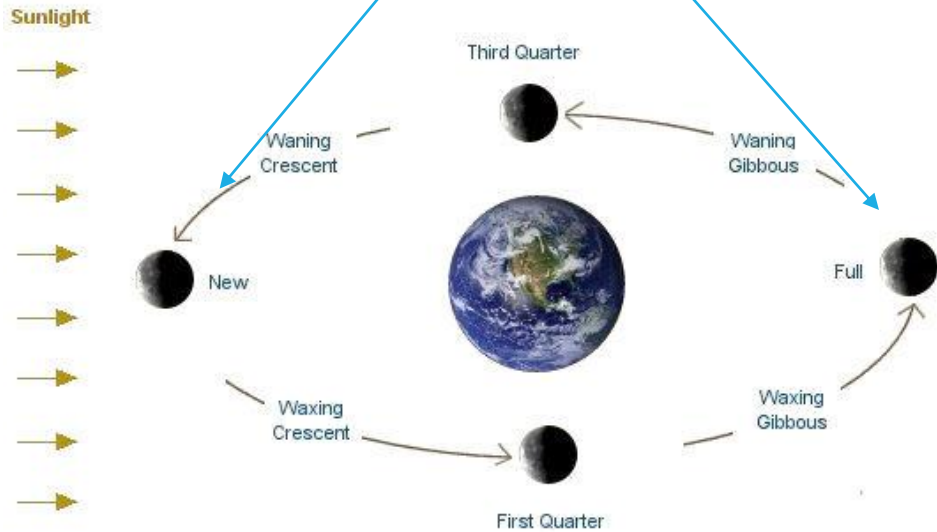 Sunlight
Third Quarter
Waning
Crescent
Waning
Gibbous
New
Full
Waxing
Crescent
Waxing
Gibbous
First Quarter